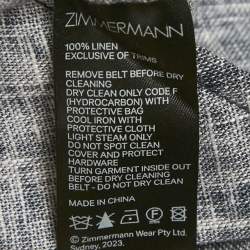 ZIMMERMANN
100% LINEN
EXCLUSIVE OF TRIMS
REMOVE BELT BEFORE DRY
CLEANING
DRY CLEAN ONLY CODE F
(HYDROCARBON) WITH
PROTECTIVE BAG
COOL IRON WITH
LIGHT STEAM ONLY
DO NOT SPOT CLEAN
COVER AND PROTECT
HARDWARE
TURN GARMENT INSIDE OUT
BEFORE DRY CLEANING
BELT - DO NOT DRY CLEAN
MADE IN CHINA
© Zimmermann Wear Pty Ltd,
Sydney, 2023.